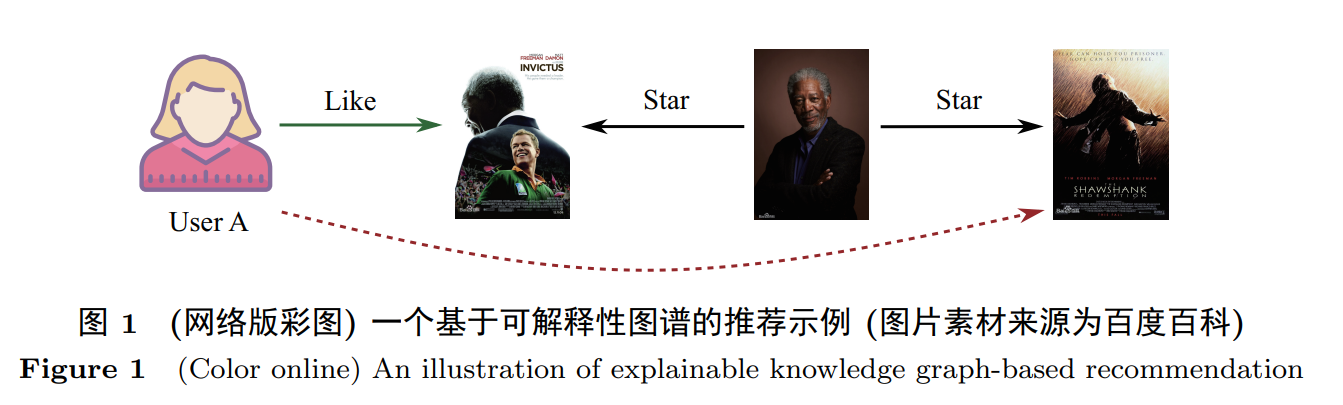 FREEMAN DAMON
INVICTUS
Like
Star
Star
FEAR CAN HOLD YOU PRISONER.
HOPE CAN SET YOU FREE.
TIM ROBBINS MORGAN FREEMAN
THE
SHAWSHANK
REDEMPTION
User A
图 1 (网络版彩图) 一个基于可解释性图谱的推荐示例 (图片素材来源为百度百科)
Figure 1 (Color online) An illustration of explainable knowledge graph-based recommendation